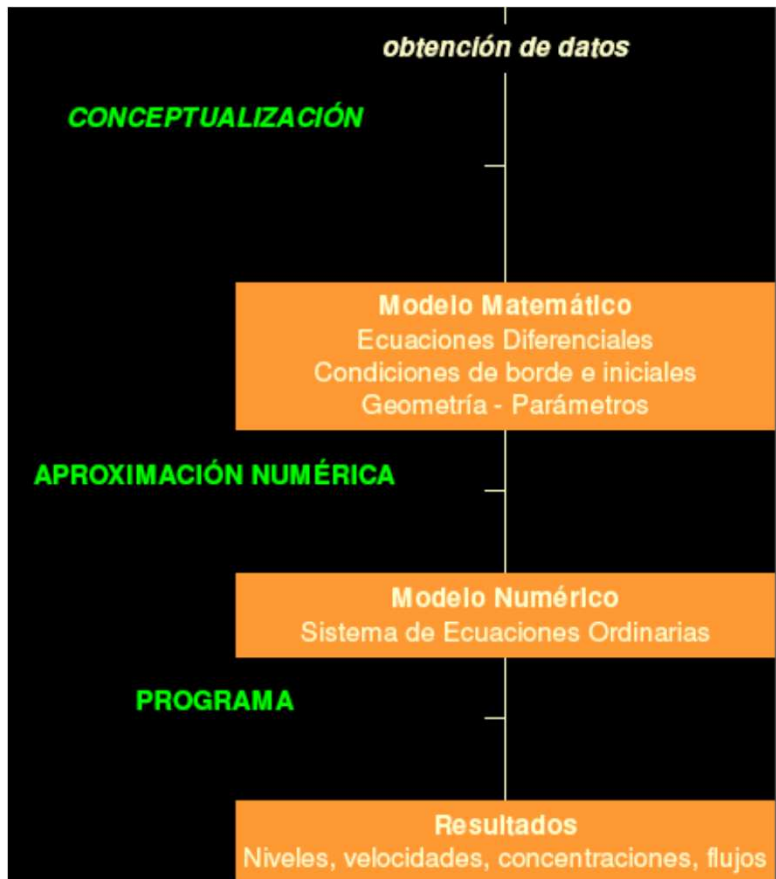 obtención de datos
CONCEPTUALIZACIÓN
Modelo Matemático
Ecuaciones Diferenciales
Condiciones de borde e iniciales
Geometría - Parámetros
APROXIMACIÓN NUMÉRICA
Modelo Numérico
Sistema de Ecuaciones Ordinarias
PROGRAMA
Resultados
Niveles, velocidades, concentraciones, flujos